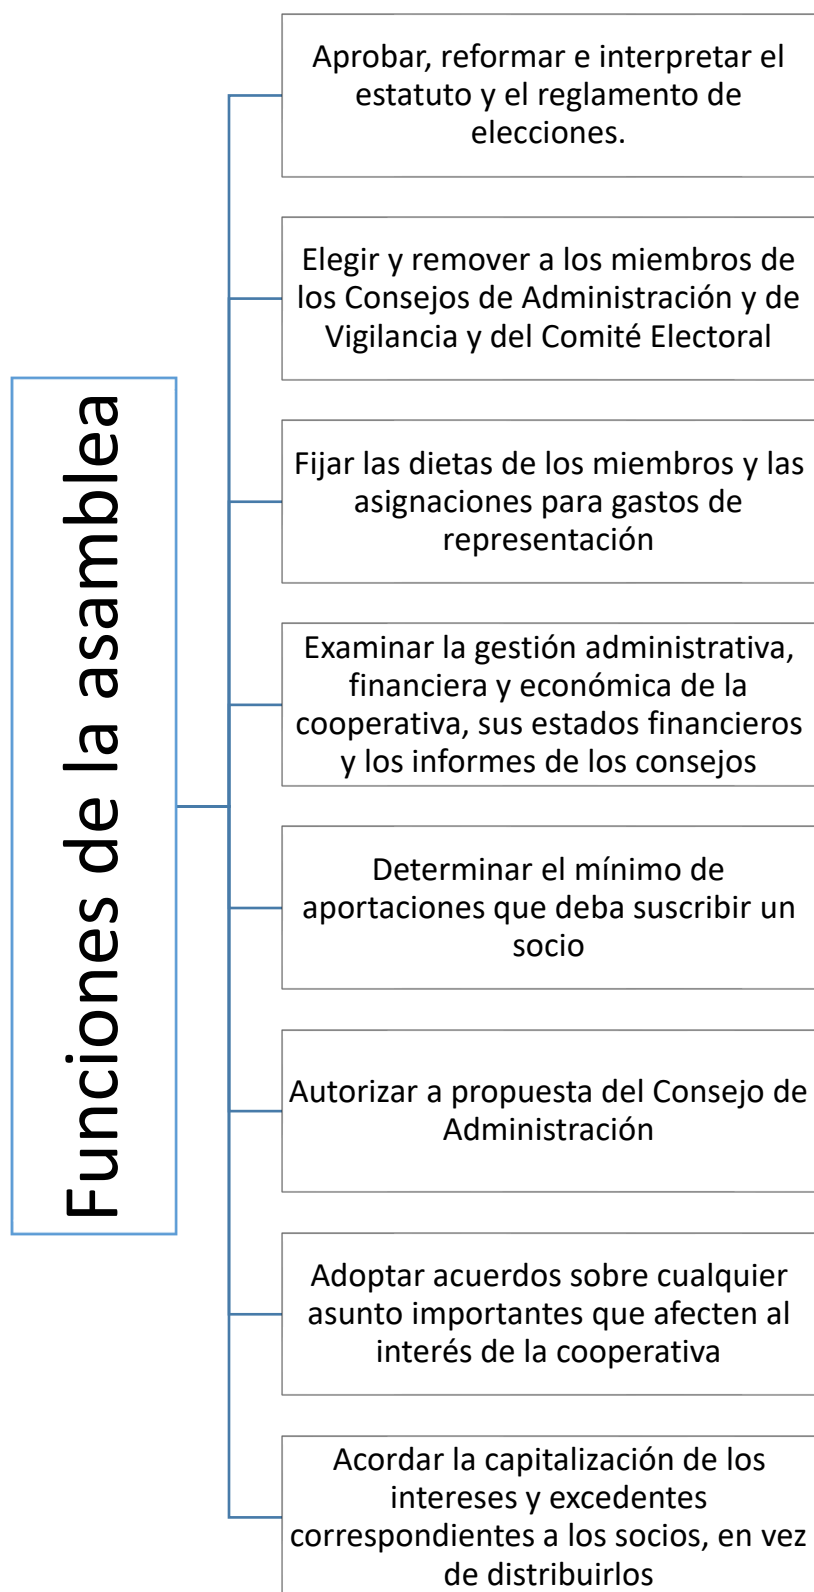 Funciones de la asamblea
Aprobar, reformar e interpretar el
estatuto y el reglamento de
elecciones.
Elegir y remover a los miembros de
los Consejos de Administración y de
Vigilancia y del Comité Electoral
Fijar las dietas de los miembros y las
asignaciones para gastos de
representación
Examinar la gestión administrativa,
financiera y económica de la
cooperativa, sus estados financieros
y los informes de los consejos
Determinar el mínimo de
aportaciones que deba suscribir un
socio
Autorizar a propuesta del Consejo de
Administración
Adoptar acuerdos sobre cualquier
asunto importantes que afecten al
interés de la cooperativa
Acordar la capitalización de los
intereses y excedentes
correspondientes a los socios, en vez
de distribuirlos